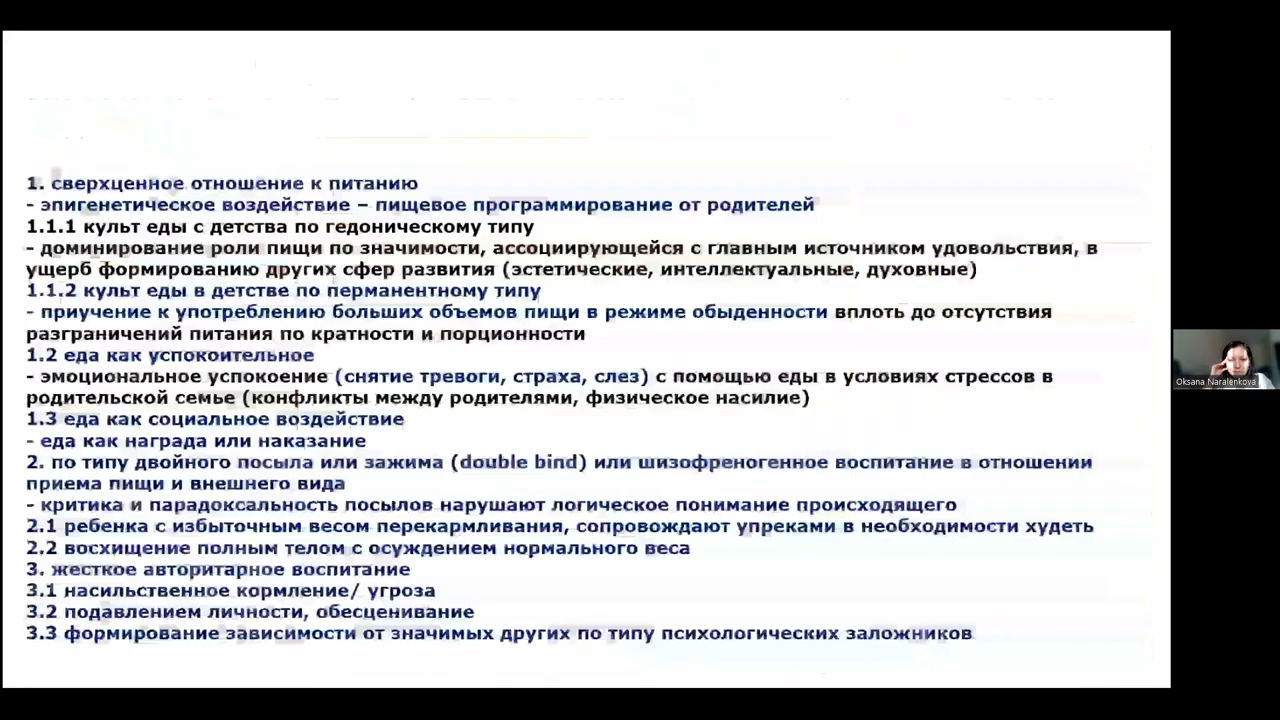 1. сверхценное отношение к питанию
- эпигенетическое воздействие – пищевое программирование от родителей
1.1.1 культ еды с детства по гедоническому типу
- доминирование роли пищи по значимости, ассоциирующейся с главным источником удовольствия, в
ущерб формированию других сфер развития (эстетические, интеллектуальные, духовные)
1.1.2 культ еды в детстве по перманентному типу
- приучение к употреблению больших объемов пищи в режиме обыденности вплоть до отсутствия
разграничений питания по кратности и порционности
1.2 еда как успокоительное
- эмоциональное успокоение (снятие тревоги, страха, слез) с помощью еды в условиях стрессов в
родительской семье (конфликты между родителями, физическое насилие)
1.3 еда как социальное воздействие
- еда как награда или наказание
2. по типу двойного посыла или зажима (double bind) или шизофреногенное воспитание в отношении
приема пищи и внешнего вида
- критика и парадоксальность посылов нарушают логическое понимание происходящего
2.1 ребенка с избыточным весом перекармливания, сопровождают упреками в необходимости худеть
2.2 восхищение полным телом с осуждением нормального веса
3. жесткое авторитарное воспитание
3.1 насильственное кормление/ угроза
3.2 подавлением личности, обесценивание
3.3 формирование зависимости от значимых других по типу психологических заложников
Oksana Naralenkova